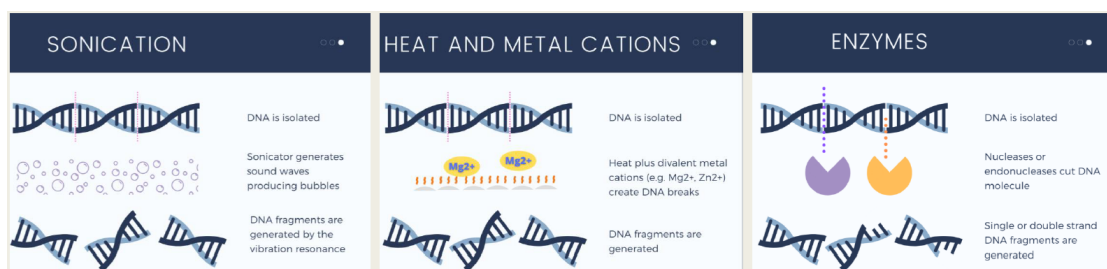 SONICATION
DNA is isolated
Sonicator generates
sound waves
producing bubbles
DNA fragments are
generated by the
vibration resonance
HEAT AND METAL CATIONS
DNA is isolated
Mg2+
Mg2+
Heat plus divalent metal
cations (e.g. Mg2+, Zn2+)
create DNA breaks
DNA fragments are
generated
ENZYMES
DNA is isolated
Nucleases or
endonucleases cut DNA
molecule
Single or double strand
DNA fragments are
generated